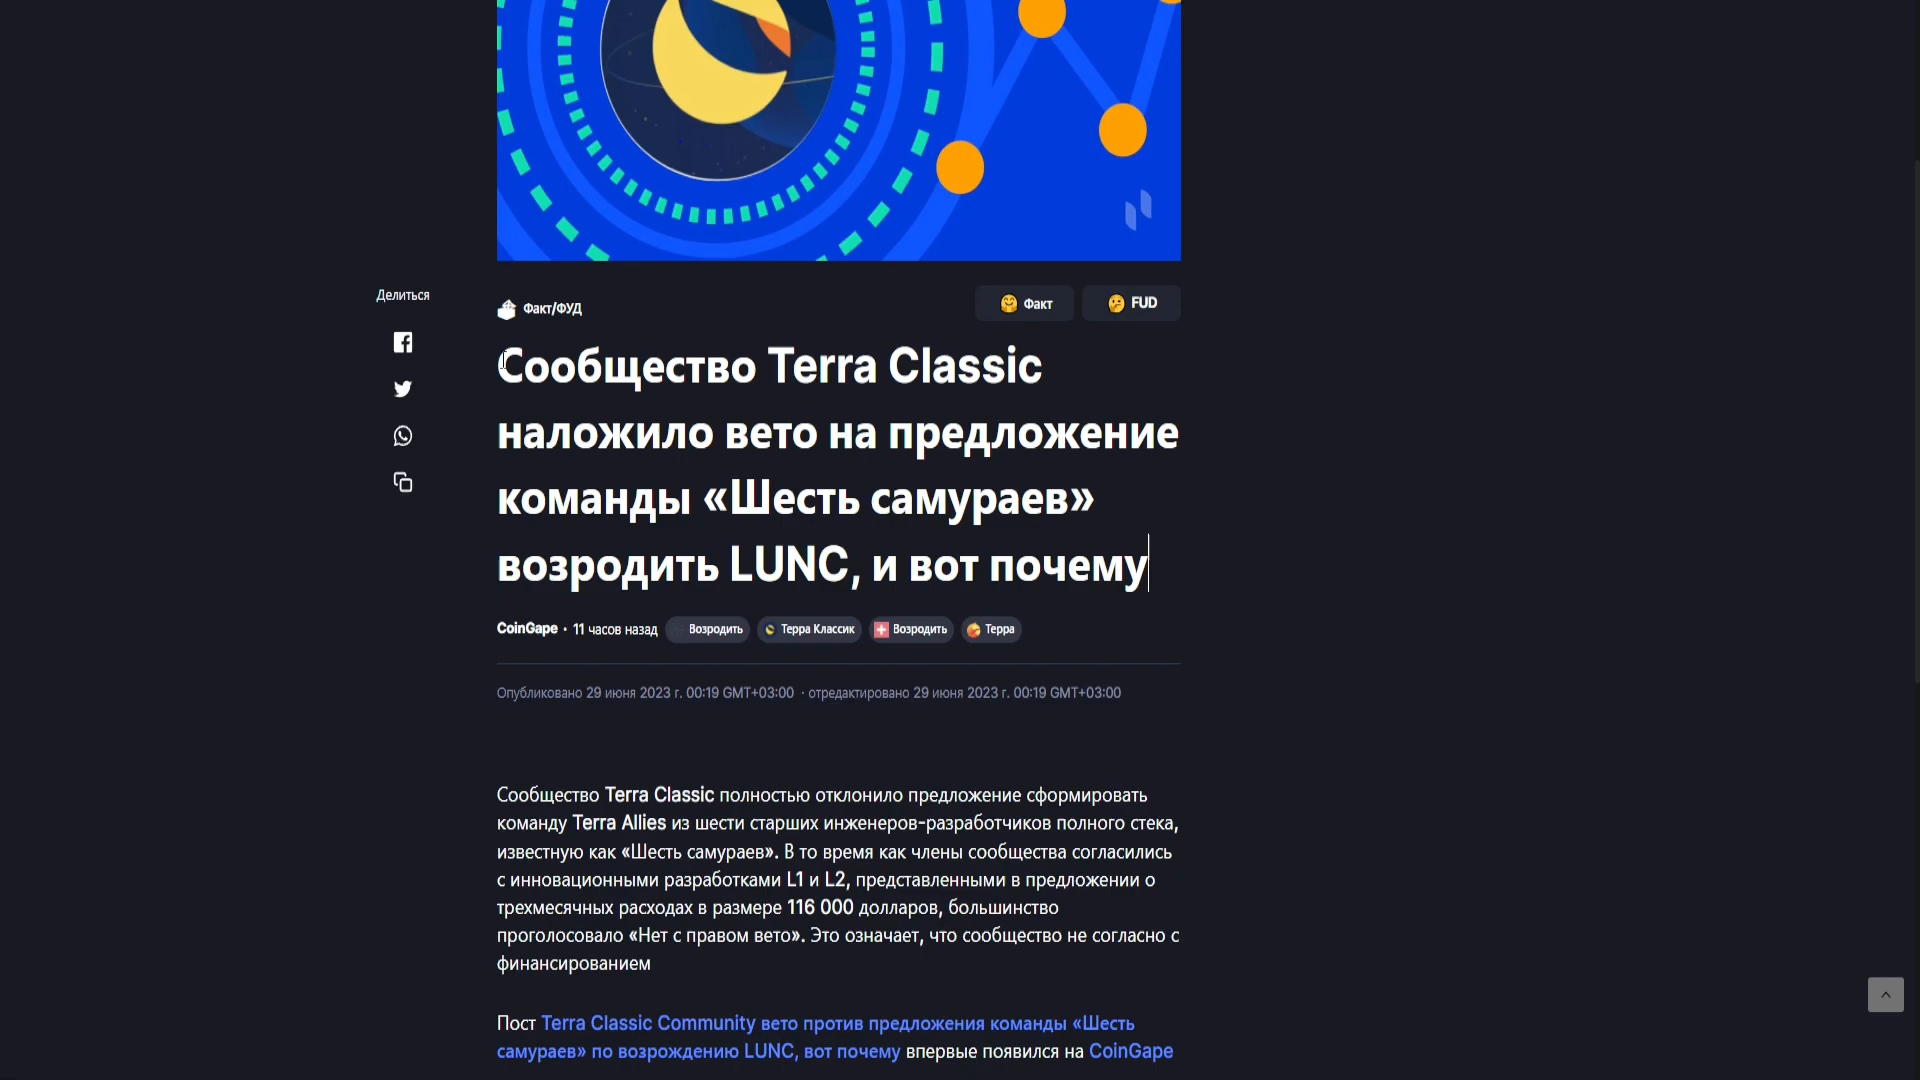 Делиться
Факт/ФУД
Факт
FUD
Сообщество Terra Classic
наложило вето на предложение
команды «Шесть самураев»
возродить LUNC, и вот почему
CoinGape • 11 часов назад Возродить Терра Классик Возродить Терра
Опубликовано 29 июня 2023 г. 00:19 GMT+03:00 · отредактировано 29 июня 2023 г. 00:19 GMT+03:00
Сообщество Terra Classic полностью отклонило предложение сформировать
команду Terra Allies из шести старших инженеров-разработчиков полного стека,
известную как «Шесть самураев». В то время как члены сообщества согласились
с инновационными разработками L1 и L2, представленными в предложении о
трехмесячных расходах в размере 116 000 долларов, большинство
проголосовало «Нет с правом вето». Это означает, что сообщество не согласно с
финансированием
Пост Terra Classic Community вето против предложения команды «Шесть
самураев» по возрождению LUNC, вот почему впервые появился на CoinGape